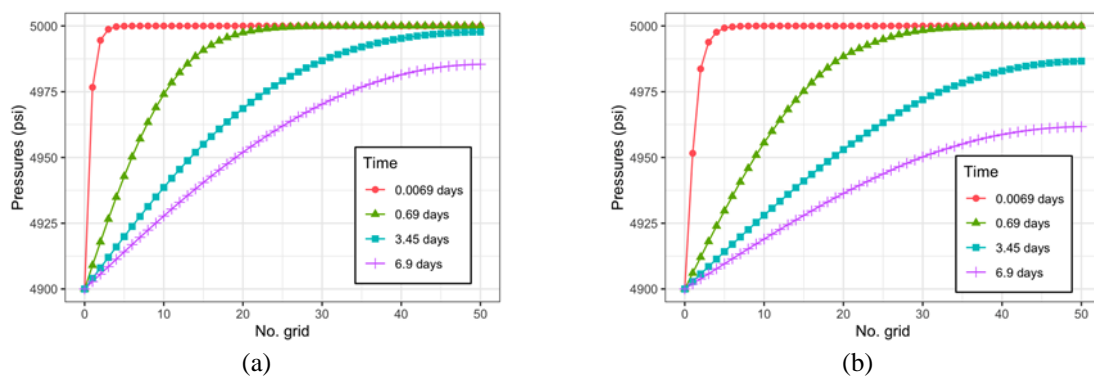 5000
4975
4950
4925
4900
Pressures (psi)
0 10 20 30 40 50
No. grid
Time
0.0069 days
0.69 days
3.45 days
6.9 days
(a)
5000
4975
4950
4925
4900
Pressures (psi)
0 10 20 30 40 50
No. grid
Time
0.0069 days
0.69 days
3.45 days
6.9 days
(b)